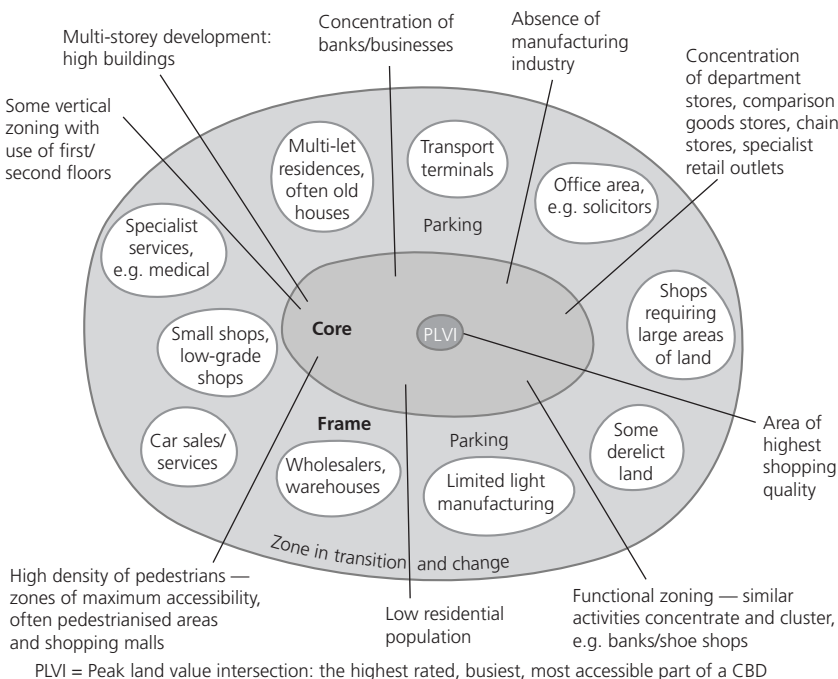 Multi-storey development:
high buildings
Concentration of
banks/businesses
Absence of
manufacturing
industry
Concentration
of department
stores, comparison
goods stores, chain
stores, specialist
retail outlets
Some vertical
zoning with
use of first/
second floors
Multi-let
residences,
often old
houses
Transport
terminals
Parking
Office area,
e.g. solicitors
Specialist
services,
e.g. medical
Small shops,
low-grade
shops
Core
PLVI
Shops
requiring
large areas
of land
Car sales/
services
Frame
Wholesalers,
warehouses
Parking
Limited light
manufacturing
Some
derelict
land
Area of
highest
shopping
quality
Zone in transition and change
High density of pedestrians —
zones of maximum accessibility,
often pedestrianised areas
and shopping malls
Low residential
population
Functional zoning — similar
activities concentrate and cluster,
e.g. banks/shoe shops
PLVI = Peak land value intersection: the highest rated, busiest, most accessible part of a CBD